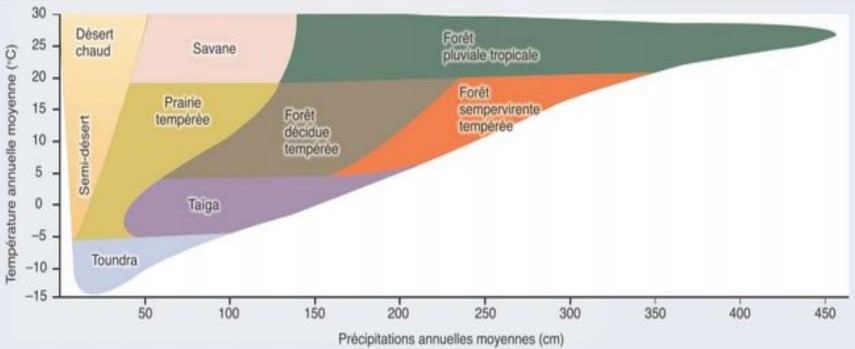 Température annuelle moyenne (°C)
30
25
20
15
10
5
0
–5
–10
–15
Désert
chaud
Savane
Forêt
pluviale tropicale
Semi-désert
Prairie
tempérée
Forêt
décidue
tempérée
Forêt
sempervirente
tempérée
Taïga
Toundra
50
100
150
200
250
300
350
400
450
Précipitations annuelles moyennes (cm)